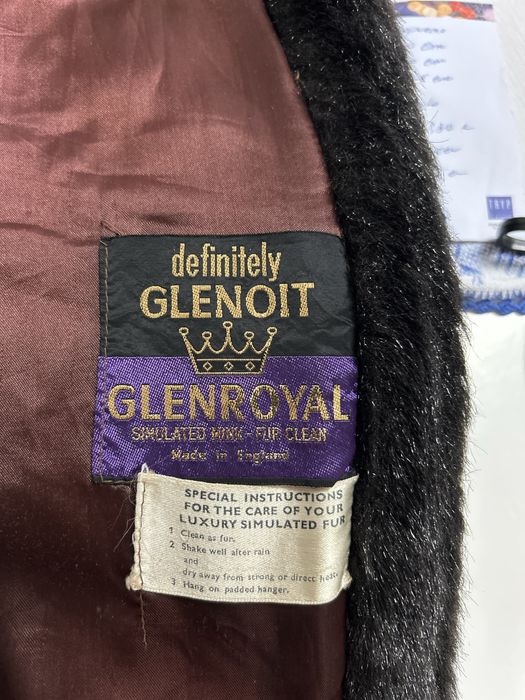 definitely
GLENOIT
GLENROYAL
SIMULATED MINK - FUR CLEAN
Made in England
SPECIAL INSTRUCTIONS
FOR THE CARE OF YOUR
LUXURY SIMULATED FUR
1 Clean as fur.
2 Shake well after rain
and
dry away from strong or direct heat.
3 Hang on padded hanger.
TRYP